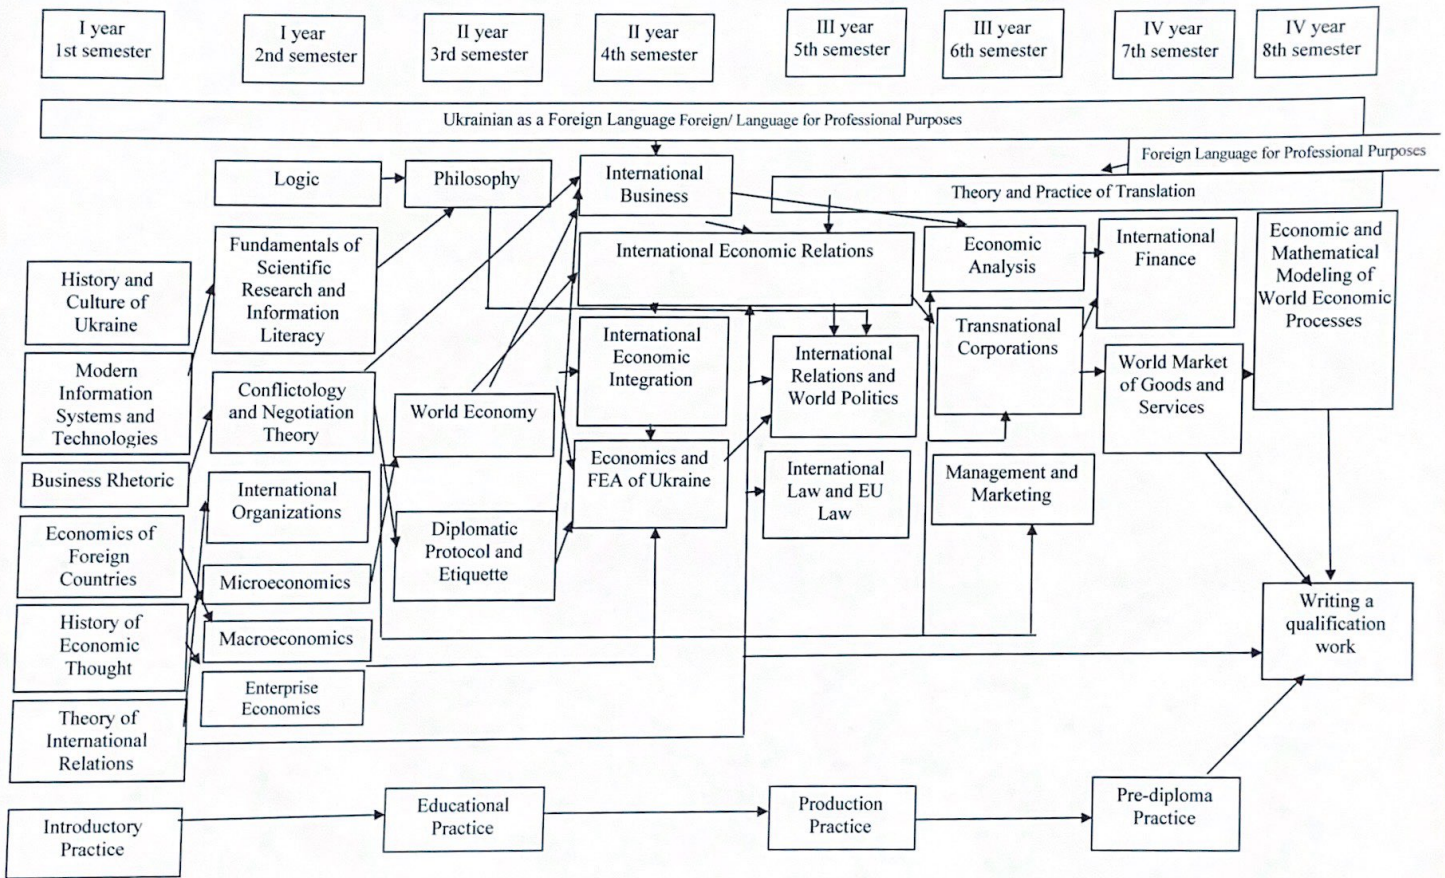 I year
1st semester
I year
2nd semester
II year
3rd semester
II year
4th semester
III year
5th semester
III year
6th semester
IV year
7th semester
IV year
8th semester
Ukrainian as a Foreign Language Foreign/ Language for Professional Purposes
Foreign Language for Professional Purposes
Theory and Practice of Translation
History and
Culture of
Ukraine
Modern
Information
Systems and
Technologies
Business Rhetoric
Economics of
Foreign
Countries
History of
Economic
Thought
Theory of
International
Relations
Introductory
Practice
Logic
Fundamentals of
Scientific
Research and
Information
Literacy
Conflictology
and Negotiation
Theory
International
Organizations
Microeconomics
Macroeconomics
Enterprise
Economics
Philosophy
World Economy
Diplomatic
Protocol and
Etiquette
Educational
Practice
International
Business
International Economic Relations
International
Economic
Integration
Economics and
FEA of Ukraine
International
Relations and
World Politics
International
Law and EU
Law
Production
Practice
Economic
Analysis
Transnational
Corporations
Management and
Marketing
International
Finance
World Market
of Goods and
Services
Pre-diploma
Practice
Economic and
Mathematical
Modeling of
World Economic
Processes
Writing a
qualification
work